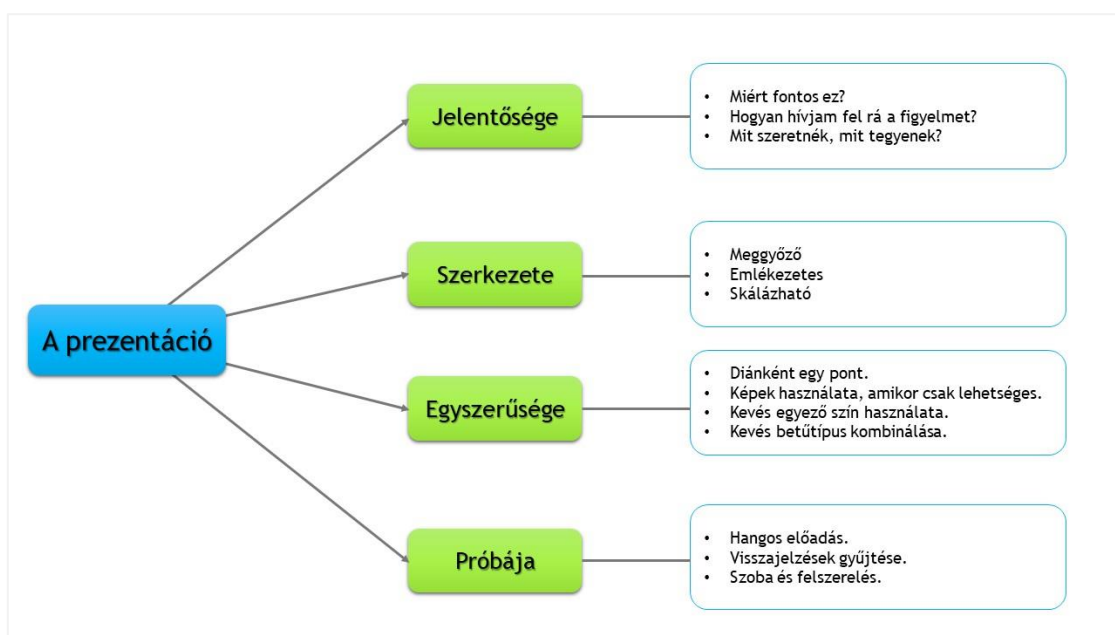 A prezentáció
Jelentősége
• Miért fontos ez?
• Hogyan hívjam fel rá a figyelmet?
• Mit szeretnék, mit tegyenek?
Szerkezete
• Meggyőző
• Emlékezetes
• Skálázható
Egyszerűsége
• Diánként egy pont.
• Képek használata, amikor csak lehetséges.
• Kevés egyező szín használata.
• Kevés betűtípus kombinálása.
Próbája
• Hangos előadás.
• Visszajelzések gyűjtése.
• Szoba és felszerelés.